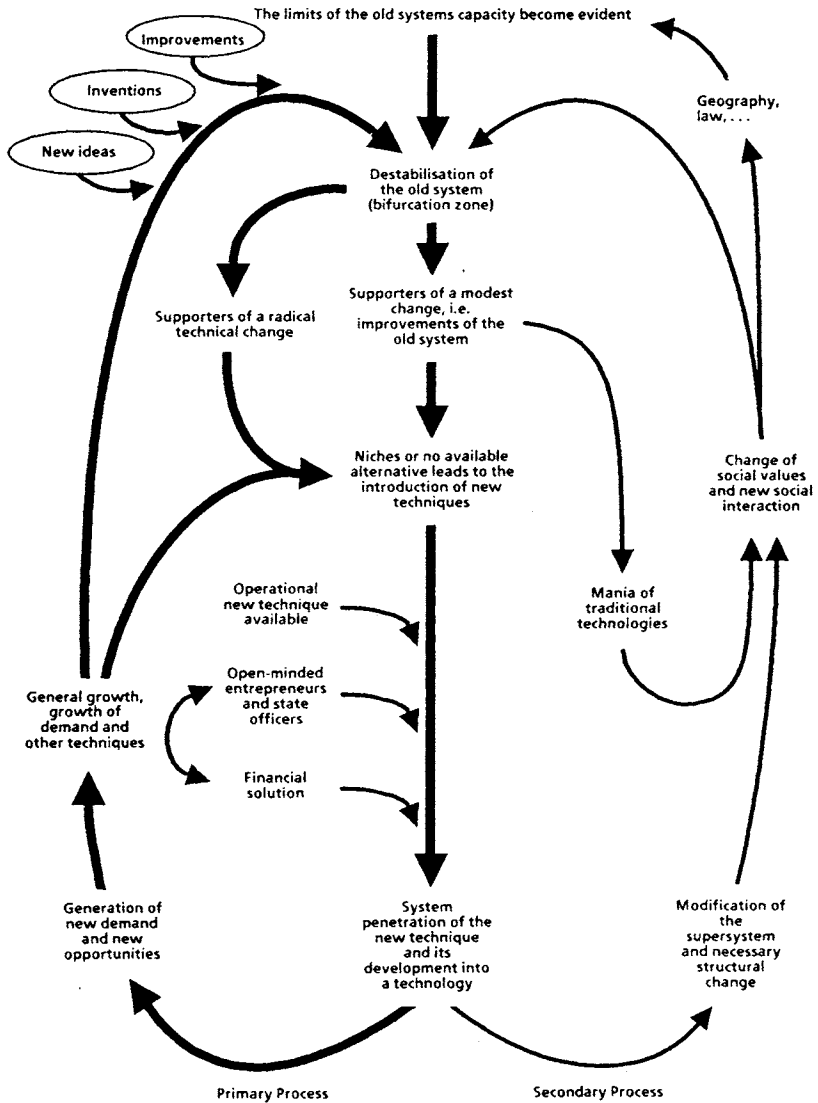 The limits of the old systems capacity become evident
Improvements
Inventions
New ideas
Geography,
law, . . .
Destabilisation of
the old system
(bifurcation zone)
Supporters of a radical
technical change
Supporters of a modest
change, i.e.
improvements of the
old system
Niches or no available
alternative leads to the
introduction of new
techniques
Change of
social values
and new social
interaction
Operational
new technique
available
Mania of
traditional
technologies
Open-minded
entrepreneurs
and state
officers
General growth,
growth of
demand and
other techniques
Financial
solution
Generation of
new demand
and new
opportunities
System
penetration of the
new technique
and its
development into
a technology
Modification of
the
supersystem
and necessary
structural
change
Primary Process
Secondary Process